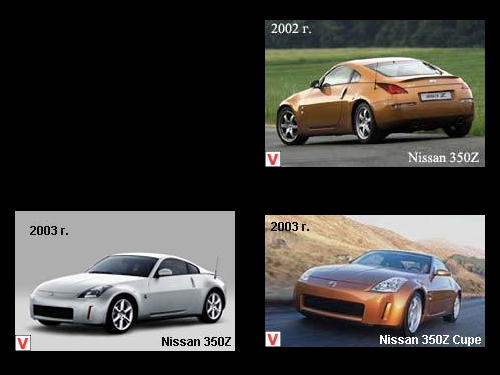 2002 г.
Nissan 350Z
V
2003 г.
Nissan 350Z
V
2003 г.
Nissan 350Z Cupe
V